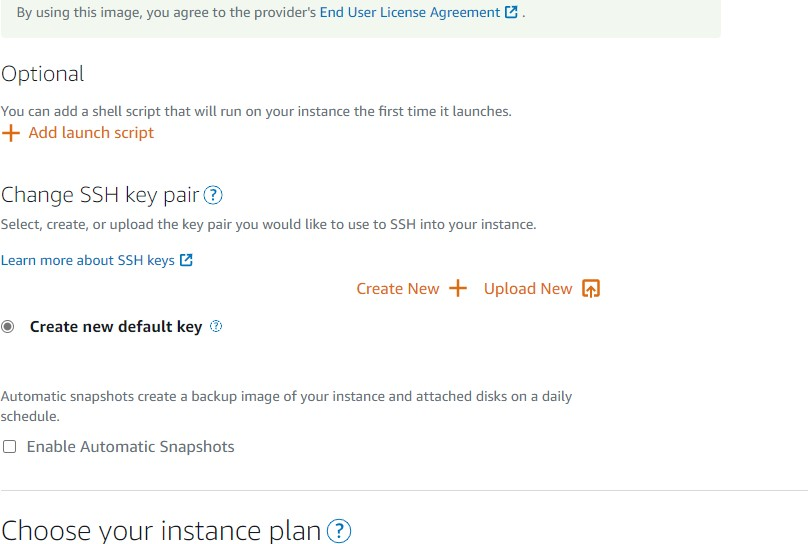 By using this image, you agree to the provider's End User License Agreement .
Optional
You can add a shell script that will run on your instance the first time it launches.
Add launch script
Change SSH key pair ?
Select, create, or upload the key pair you would like to use to SSH into your instance.
Learn more about SSH keys
Create New + Upload New
Create new default key ?
Automatic snapshots create a backup image of your instance and attached disks on a daily
schedule.
Enable Automatic Snapshots
Choose your instance plan ?